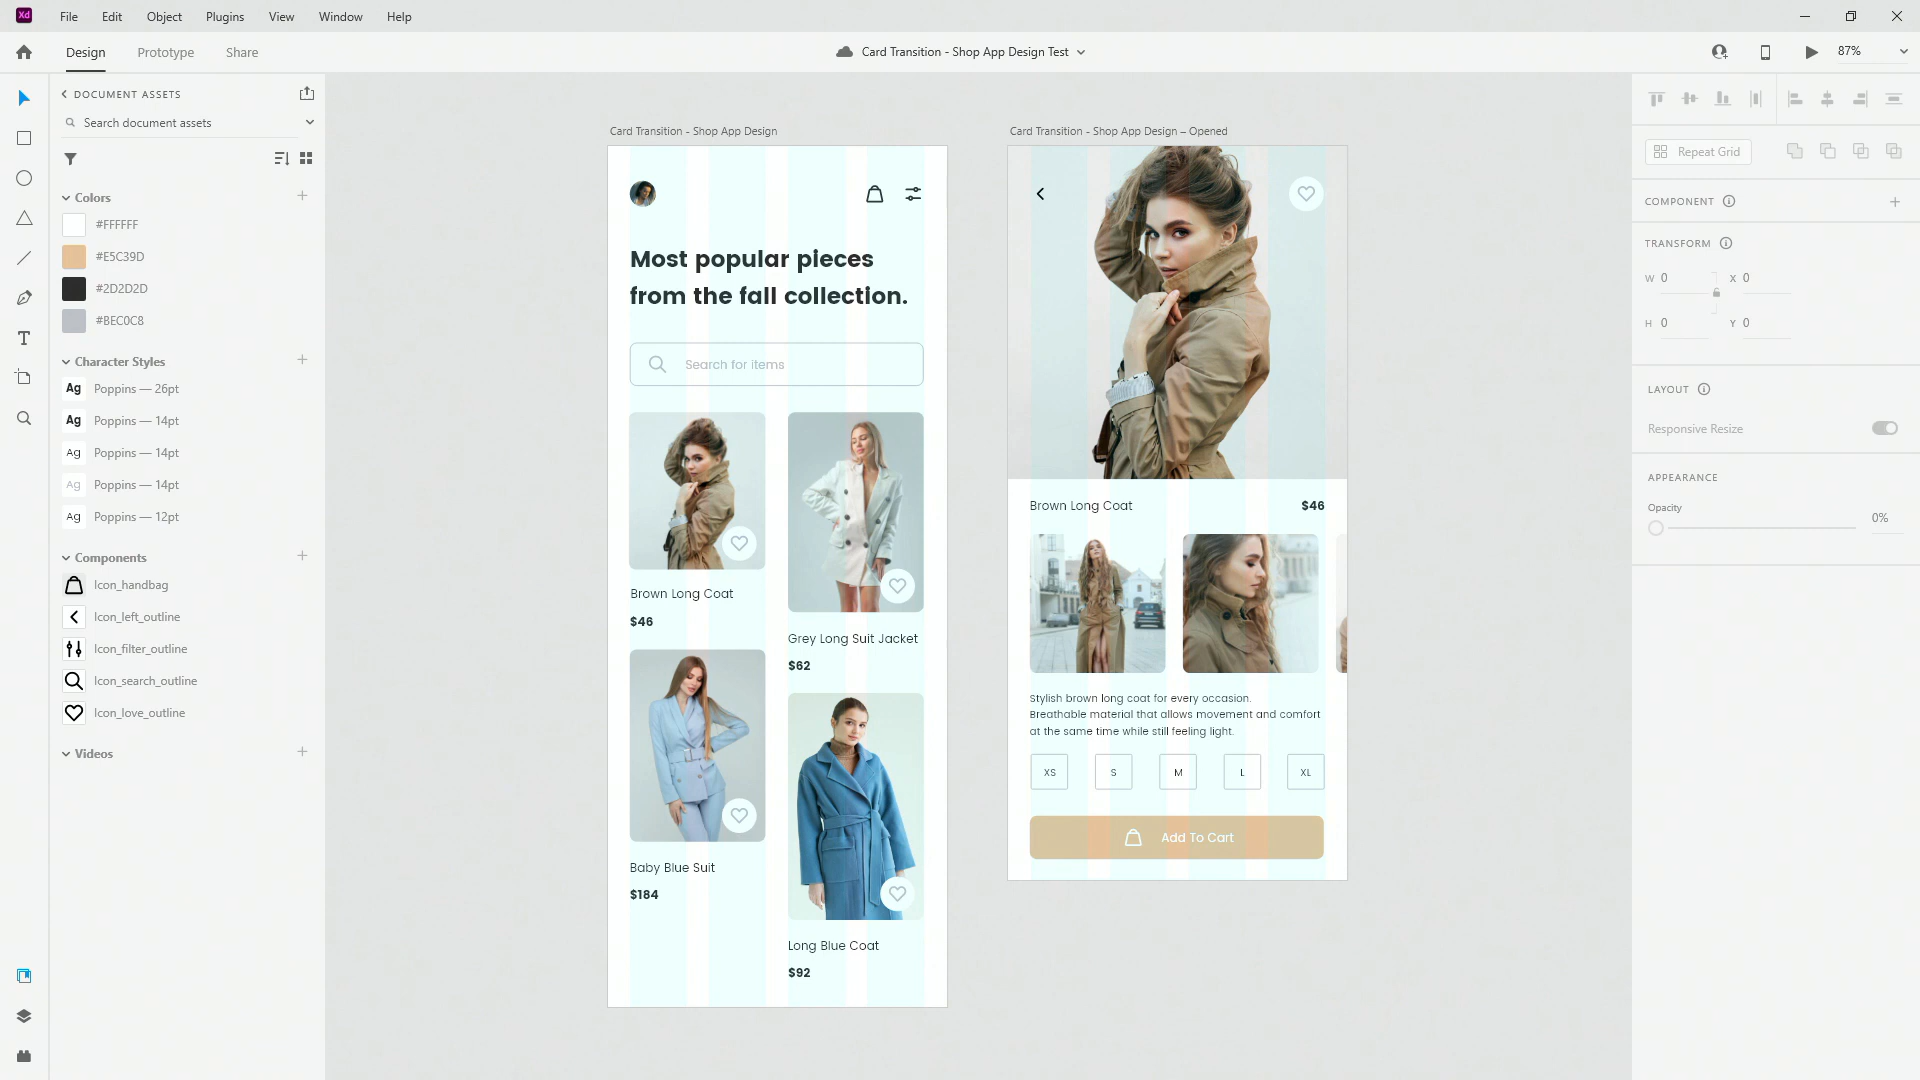 Xd File Edit Object Plugins View Window Help
Design Prototype Share
Card Transition - Shop App Design Test
87%
DOCUMENT ASSETS
Search document assets
Colors
#FFFFFF
#E5C39D
#2D2D2D
#BEC0C8
Character Styles
Ag Poppins — 26pt
Ag Poppins — 14pt
Ag Poppins — 14pt
Ag Poppins — 14pt
Ag Poppins — 12pt
Components
Icon_handbag
Icon_left_outline
Icon_filter_outline
Icon_search_outline
Icon_love_outline
Videos
Card Transition - Shop App Design
Most popular pieces
from the fall collection.
Search for items
Brown Long Coat
$46
Grey Long Suit Jacket
$62
Baby Blue Suit
$184
Long Blue Coat
$92
Card Transition - Shop App Design – Opened
Brown Long Coat $46
Stylish brown long coat for every occasion.
Breathable material that allows movement and comfort
at the same time while still feeling light.
XS S M L XL
Add To Cart
Repeat Grid
COMPONENT
TRANSFORM
W 0 X 0
H 0 Y 0
LAYOUT
Responsive Resize
APPEARANCE
Opacity
0%